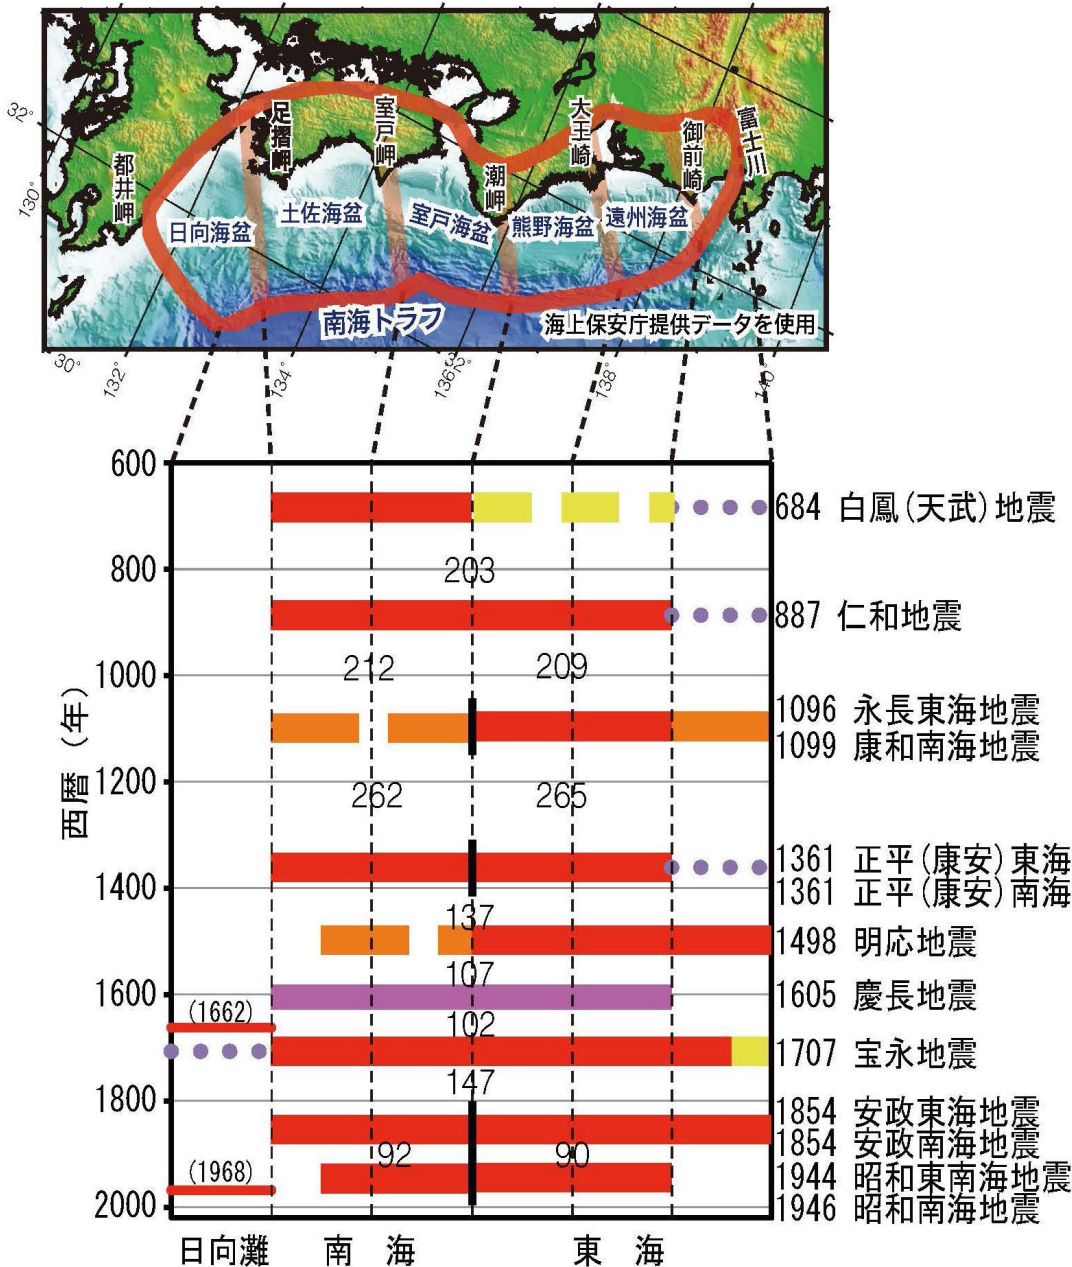 32°
130°
都井岬
足摺岬
室戸岬
潮岬
大王崎
御前崎
富士川
日向海盆
土佐海盆
室戸海盆
熊野海盆
遠州海盆
南海トラフ
海上保安庁提供データを使用
30°
132°
134°
136°
138°
140°
西暦(年)
600
684 白鳳(天武)地震
800
203
887 仁和地震
1000
212
209
1096 永長東海地震
1099 康和南海地震
1200
262
265
1361 正平(康安)東海
1361 正平(康安)南海
1400
137
1498 明応地震
107
1600
1605 慶長地震
(1662)
102
1707 宝永地震
147
1800
1854 安政東海地震
1854 安政南海地震
92
90
(1968)
1944 昭和東南海地震
1946 昭和南海地震
2000
日向灘
南 海
東 海